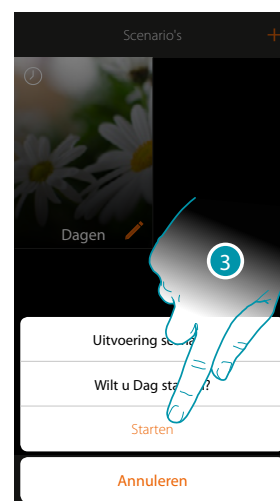 Scenario's +
Dagen
3
Uitvoering
Wilt u Dag
Starten
Annuleren